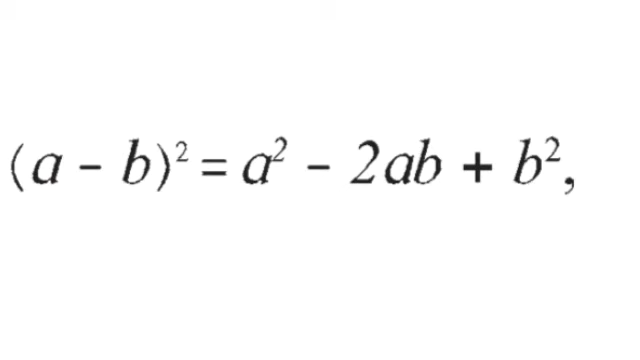 (a - b)² = a² - 2ab + b²,